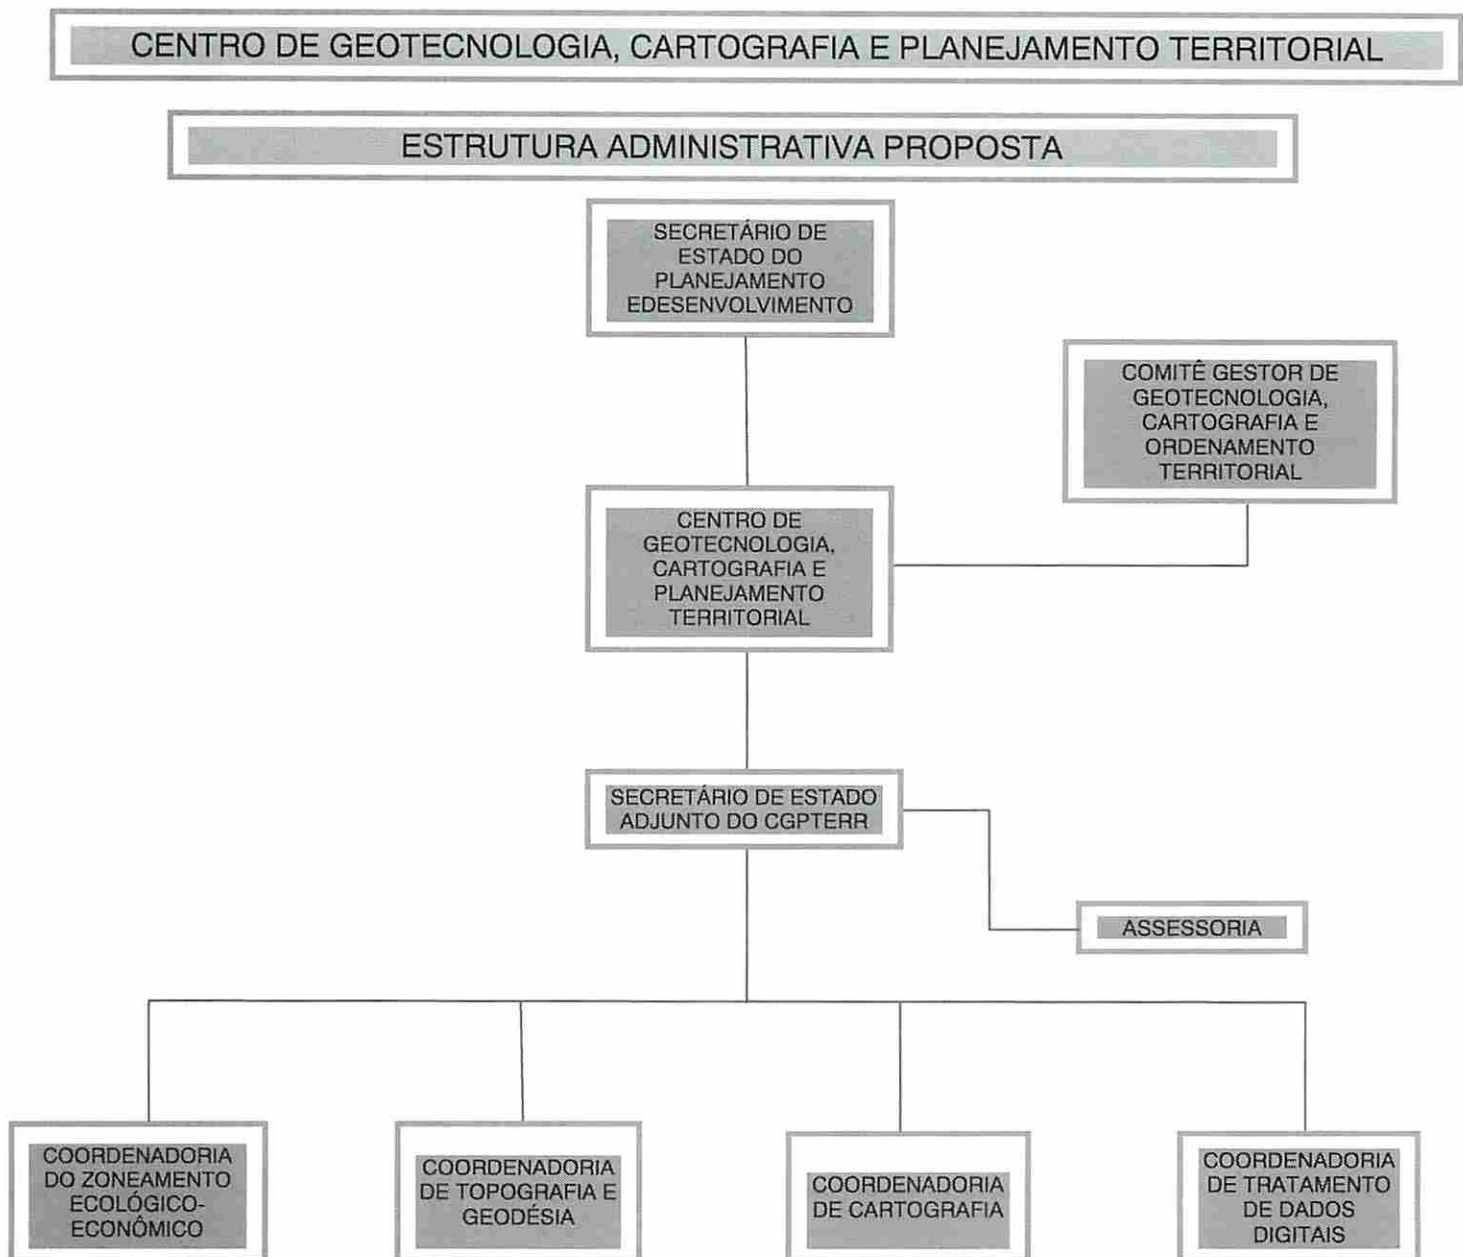 CENTRO DE GEOTECNOLOGIA, CARTOGRAFIA E PLANEJAMENTO TERRITORIAL
ESTRUTURA ADMINISTRATIVA PROPOSTA
SECRETÁRIO DE
ESTADO DO
PLANEJAMENTO
EDESENVOLVIMENTO
COMITÊ GESTOR DE
GEOTECNOLOGIA,
CARTOGRAFIA E
ORDENAMENTO
TERRITORIAL
CENTRO DE
GEOTECNOLOGIA,
CARTOGRAFIA E
PLANEJAMENTO
TERRITORIAL
SECRETÁRIO DE ESTADO
ADJUNTO DO CGPTERR
ASSESSORIA
COORDENADORIA
DO ZONEAMENTO
ECOLÓGICO-
ECONÔMICO
COORDENADORIA
DE TOPOGRAFIA E
GEODÉSIA
COORDENADORIA
DE CARTOGRAFIA
COORDENADORIA
DE TRATAMENTO
DE DADOS
DIGITAIS